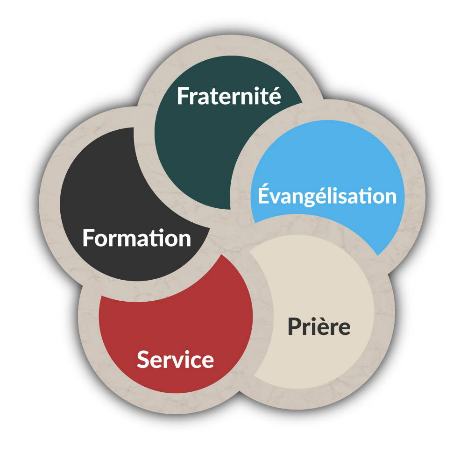 Fraternité
Évangélisation
Formation
Prière
Service